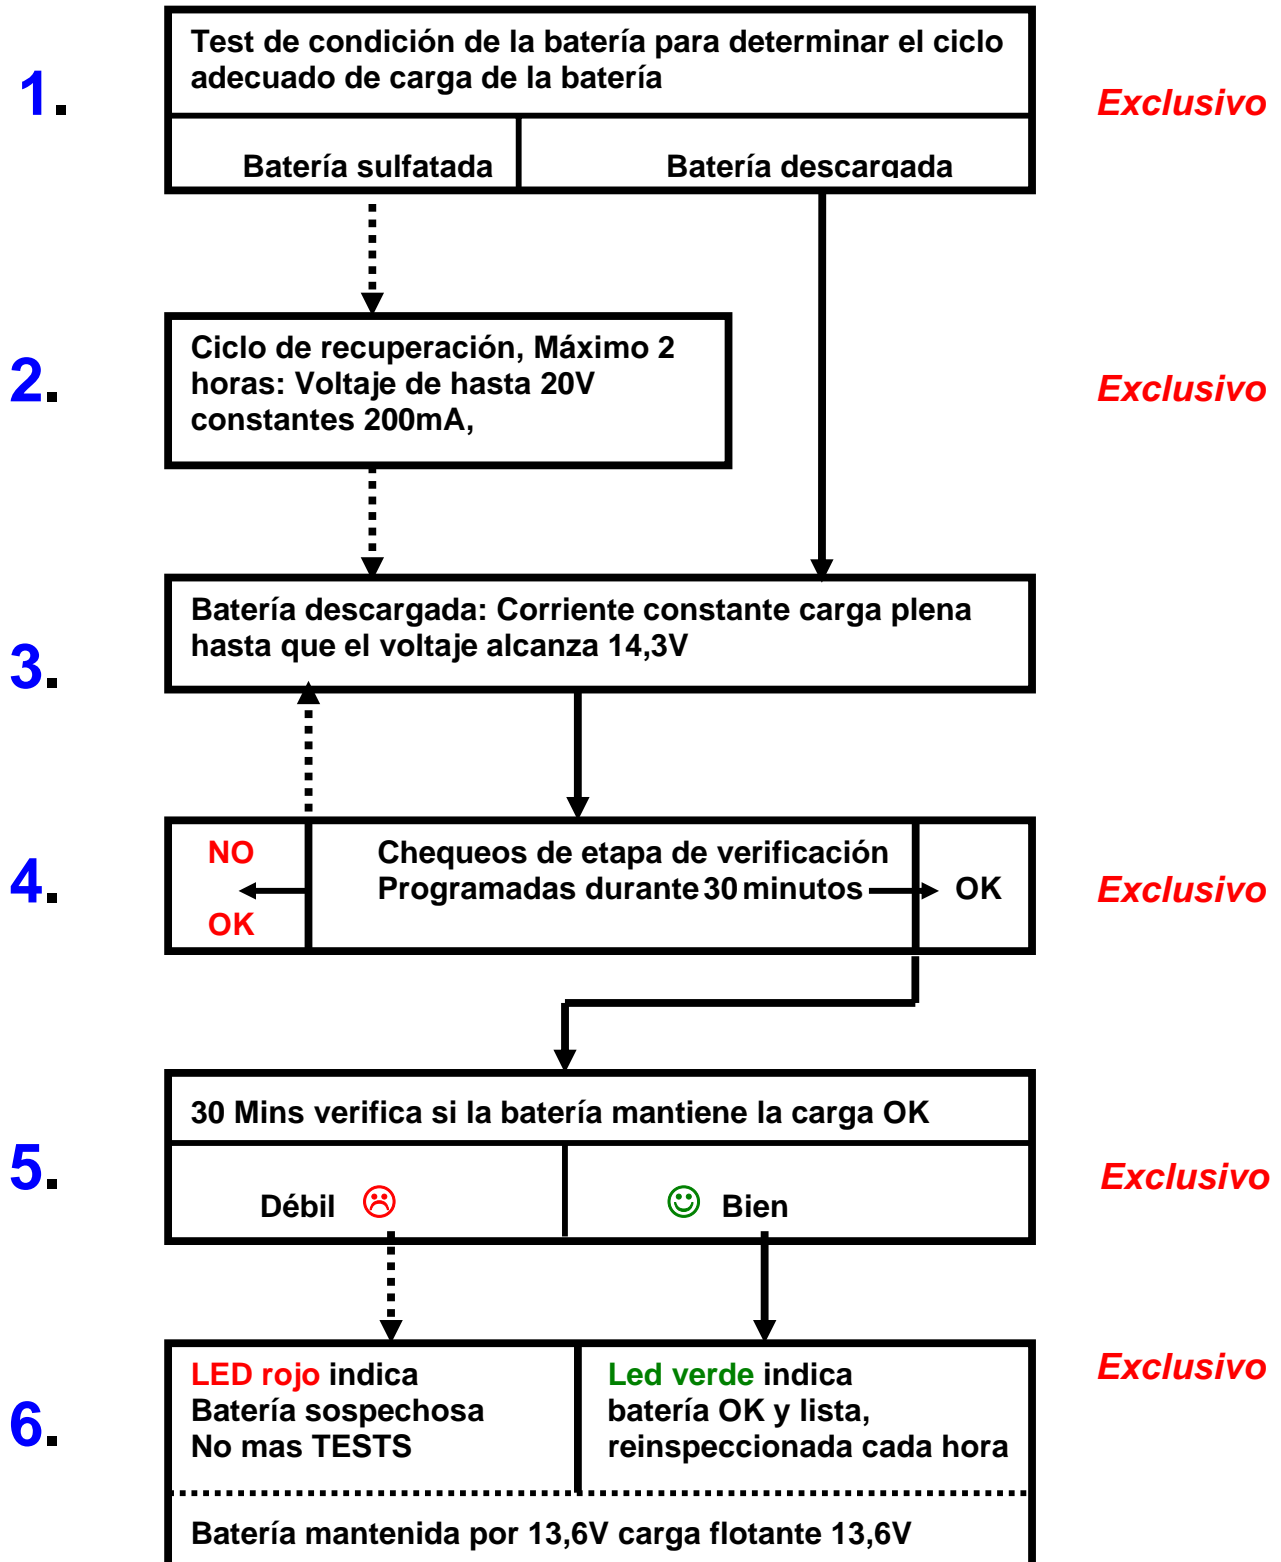 1.
Test de condición de la batería para determinar el ciclo
adecuado de carga de la batería
Exclusivo
Batería sulfatada
Batería descargada
2.
Ciclo de recuperación, Máximo 2
horas: Voltaje de hasta 20V
constantes 200mA,
Exclusivo
3.
Batería descargada: Corriente constante carga plena
hasta que el voltaje alcanza 14,3V
4.
NO
OK
Chequeos de etapa de verificación
Programadas durante 30 minutos
OK
Exclusivo
5.
30 Mins verifica si la batería mantiene la carga OK
Débil
Bien
Exclusivo
6.
LED rojo indica
Batería sospechosa
No mas TESTS
Led verde indica
batería OK y lista,
reinspeccionada cada hora
Exclusivo
Batería mantenida por 13,6V carga flotante 13,6V